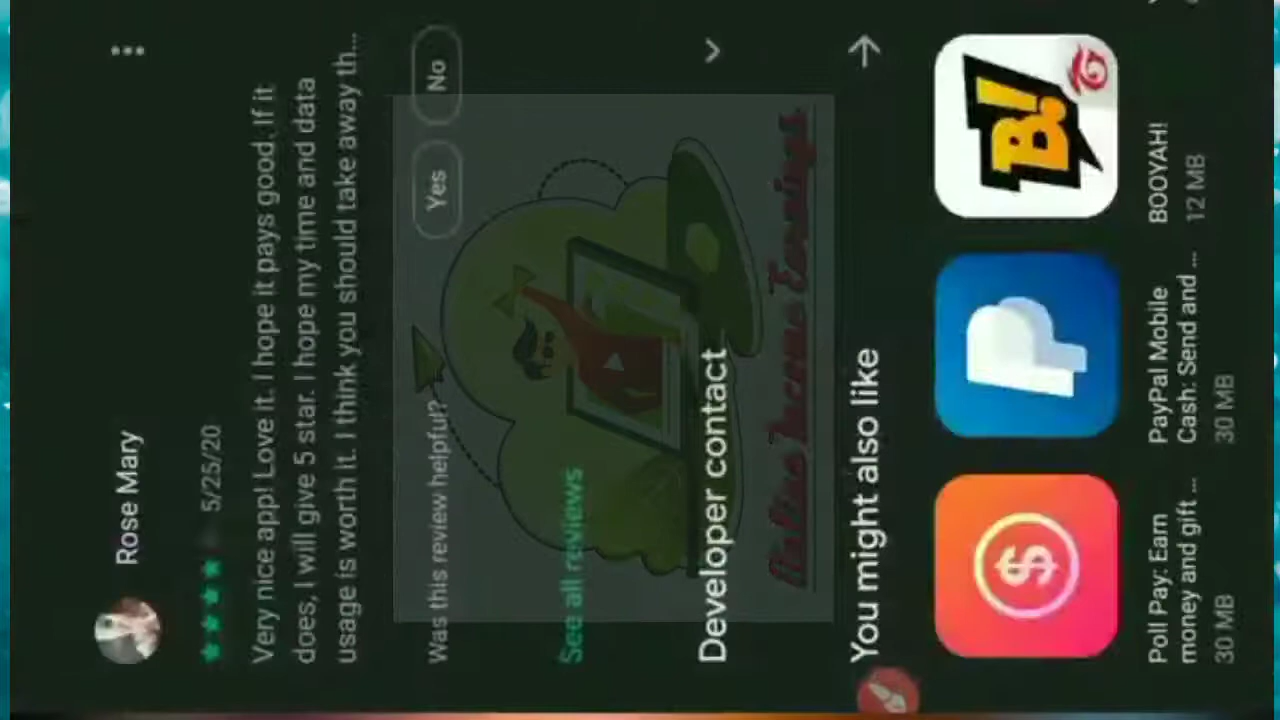 Rose Mary
5/25/20
Very nice app! Love it. I hope it pays good. If it
does, I will give 5 star. I hope my time and data
usage is worth it. I think you should take away th...
Was this review helpful?
Yes
No
See all reviews
Developer contact
Online Income Earnings
You might also like
B!
Poll Pay: Earn
money and gift ...
30 MB
PayPal Mobile
Cash: Send and ...
30 MB
BOOYAH!
12 MB